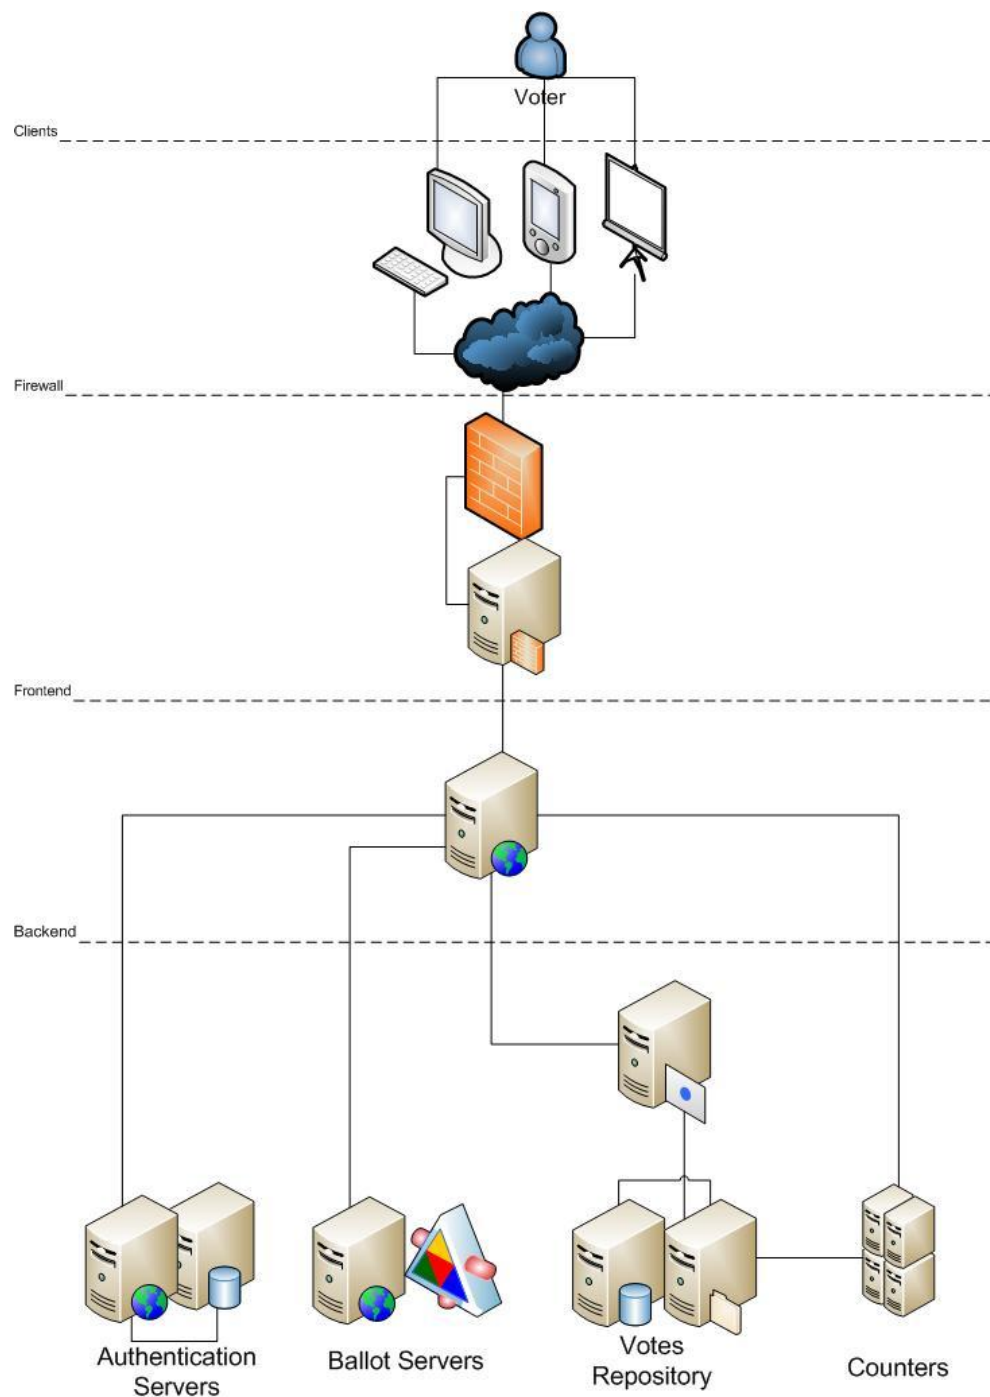 Voter
Clients
Firewall
Frontend
Backend
Authentication
Servers
Ballot Servers
Votes
Repository
Counters